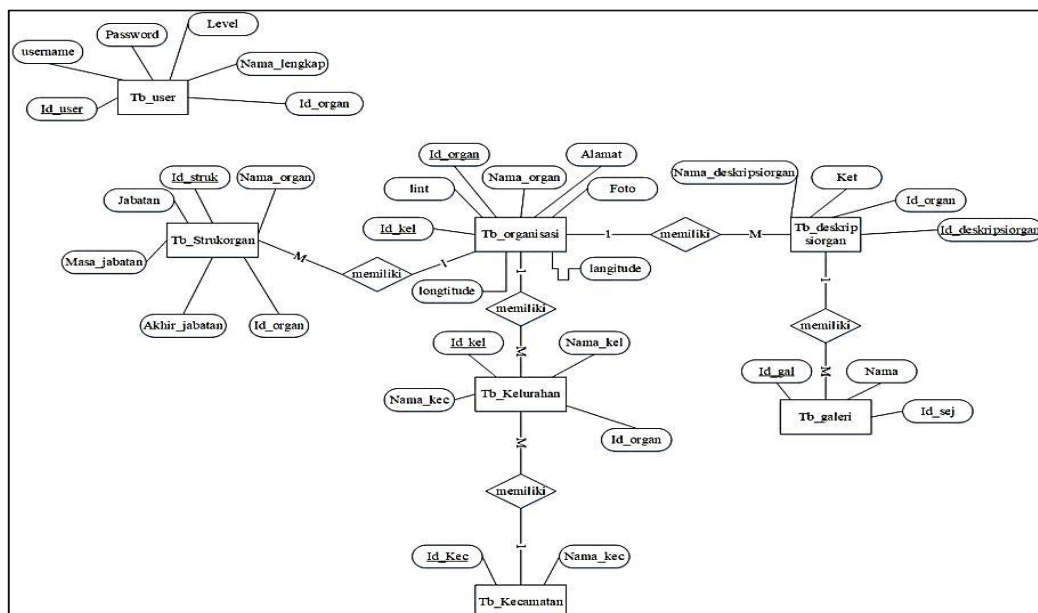 Level
Password
username
Nama_lengkap
Tb_user
Id_user
Id_organ
Id_struk
Nama_organ
Jabatan
Tb_Strukorgan
Masa_jabatan
Akhir_jabatan
Id_organ
M
memiliki
1
Id_organ
Alamat
lint
Nama_organ
Foto
Id_kel
Tb_organisasi
longtitude
langitude
1
memiliki
M
Nama_deskripsiorgan
Ket
Id_organ
Tb_deskrip
siorgan
Id_deskripsiorgan
1
memiliki
M
Id_gal
Nama
Tb_galeri
Id_sej
1
memiliki
M
Id_kel
Nama_kel
Nama_kec
Tb_Kelurahan
Id_organ
M
memiliki
1
Id_Kec
Nama_kec
Tb_Kecamatan